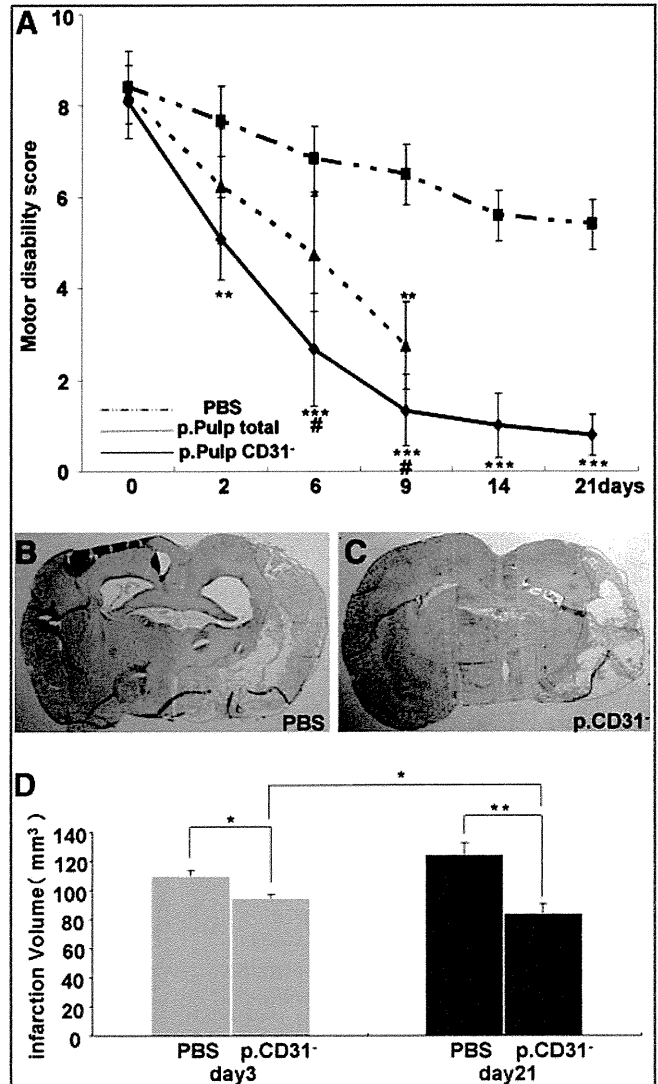 A
10
8
6
4
2
0
Motor disability score
*
**
**
***
#
***
#
***
***
PBS
p.Pulp total
p.Pulp CD31-
0 2 6 9 14 21days
B
PBS
C
p.CD31-
D
infarction Volume( mm³ )
140
120
100
80
60
40
20
0
*
*
**
PBS p.CD31- PBS p.CD31-
day3 day21